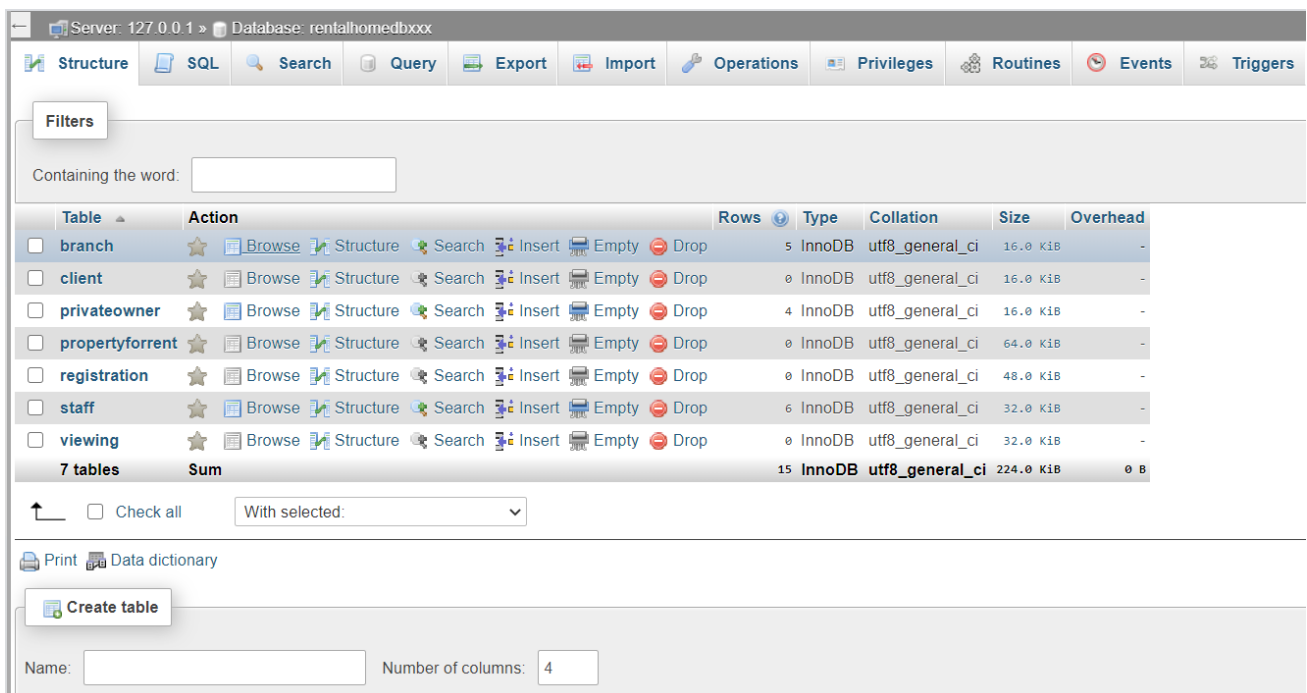 Server: 127.0.0.1 » Database: rentalhomedbxxx
Structure SQL Search Query Export Import Operations Privileges Routines Events Triggers
Filters
Containing the word:
Table Action Rows Type Collation Size Overhead
branch Browse Structure Search Insert Empty Drop 5 InnoDB utf8_general_ci 16.0 KiB -
client Browse Structure Search Insert Empty Drop 0 InnoDB utf8_general_ci 16.0 KiB -
privateowner Browse Structure Search Insert Empty Drop 4 InnoDB utf8_general_ci 16.0 KiB -
propertyforrent Browse Structure Search Insert Empty Drop 0 InnoDB utf8_general_ci 64.0 KiB -
registration Browse Structure Search Insert Empty Drop 0 InnoDB utf8_general_ci 48.0 KiB -
staff Browse Structure Search Insert Empty Drop 6 InnoDB utf8_general_ci 32.0 KiB -
viewing Browse Structure Search Insert Empty Drop 0 InnoDB utf8_general_ci 32.0 KiB -
7 tables Sum 15 InnoDB utf8_general_ci 224.0 KiB 0 B
Check all With selected:
Print Data dictionary
Create table
Name: Number of columns: 4